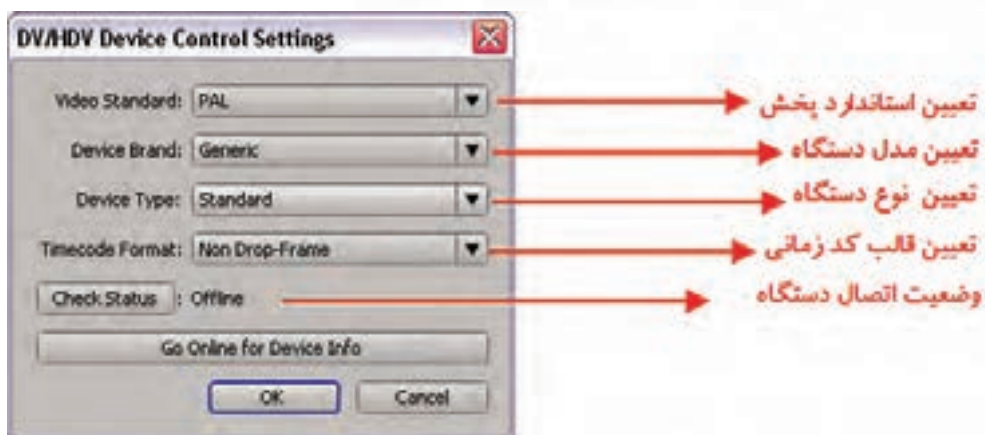 DV/HDV Device Control Settings
Video Standard: PAL تعیین استاندارد پخش
Device Brand: Generic تعیین مدل دستگاه
Device Type: Standard تعیین نوع دستگاه
Timecode Format: Non Drop-Frame تعیین قالب کد زمانی
Check Status : Offline وضعیت اتصال دستگاه
Go Online for Device Info
OK Cancel